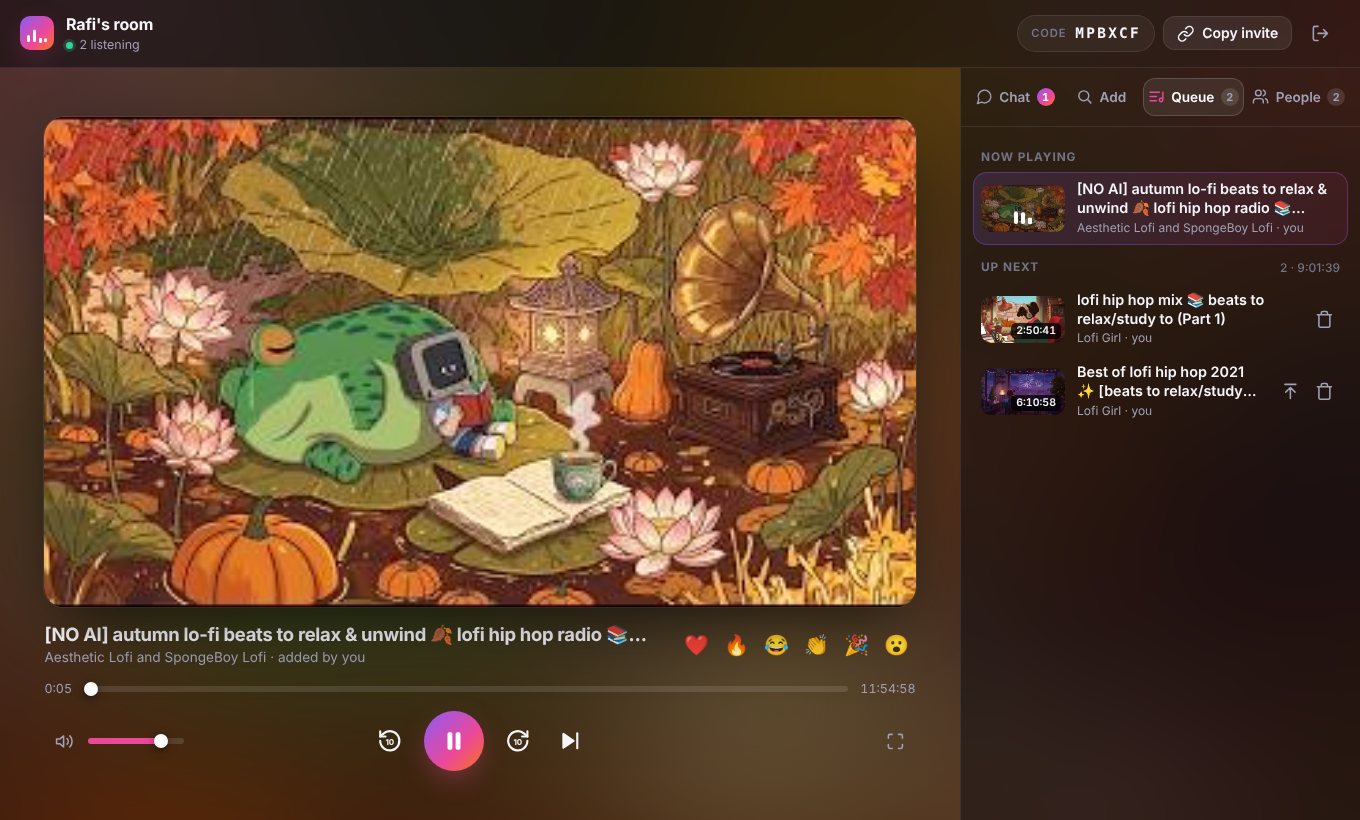 Rafi's room
2 listening
CODE MPBXCF
Copy invite
Chat 1
Add
Queue 2
People 2
NOW PLAYING
[NO AI] autumn lo-fi beats to relax &
unwind 🍂 lofi hip hop radio 📚...
Aesthetic Lofi and SpongeBoy Lofi · you
UP NEXT
2 · 9:01:39
lofi hip hop mix 📚 beats to
relax/study to (Part 1)
2:50:41
Lofi Girl · you
Best of lofi hip hop 2021
✨ [beats to relax/study...
6:10:58
Lofi Girl · you
[NO AI] autumn lo-fi beats to relax & unwind 🍂 lofi hip hop radio 📚...
Aesthetic Lofi and SpongeBoy Lofi · added by you
❤️ 🔥 😂 👏 🎉 😮
0:05
11:54:58
10
10